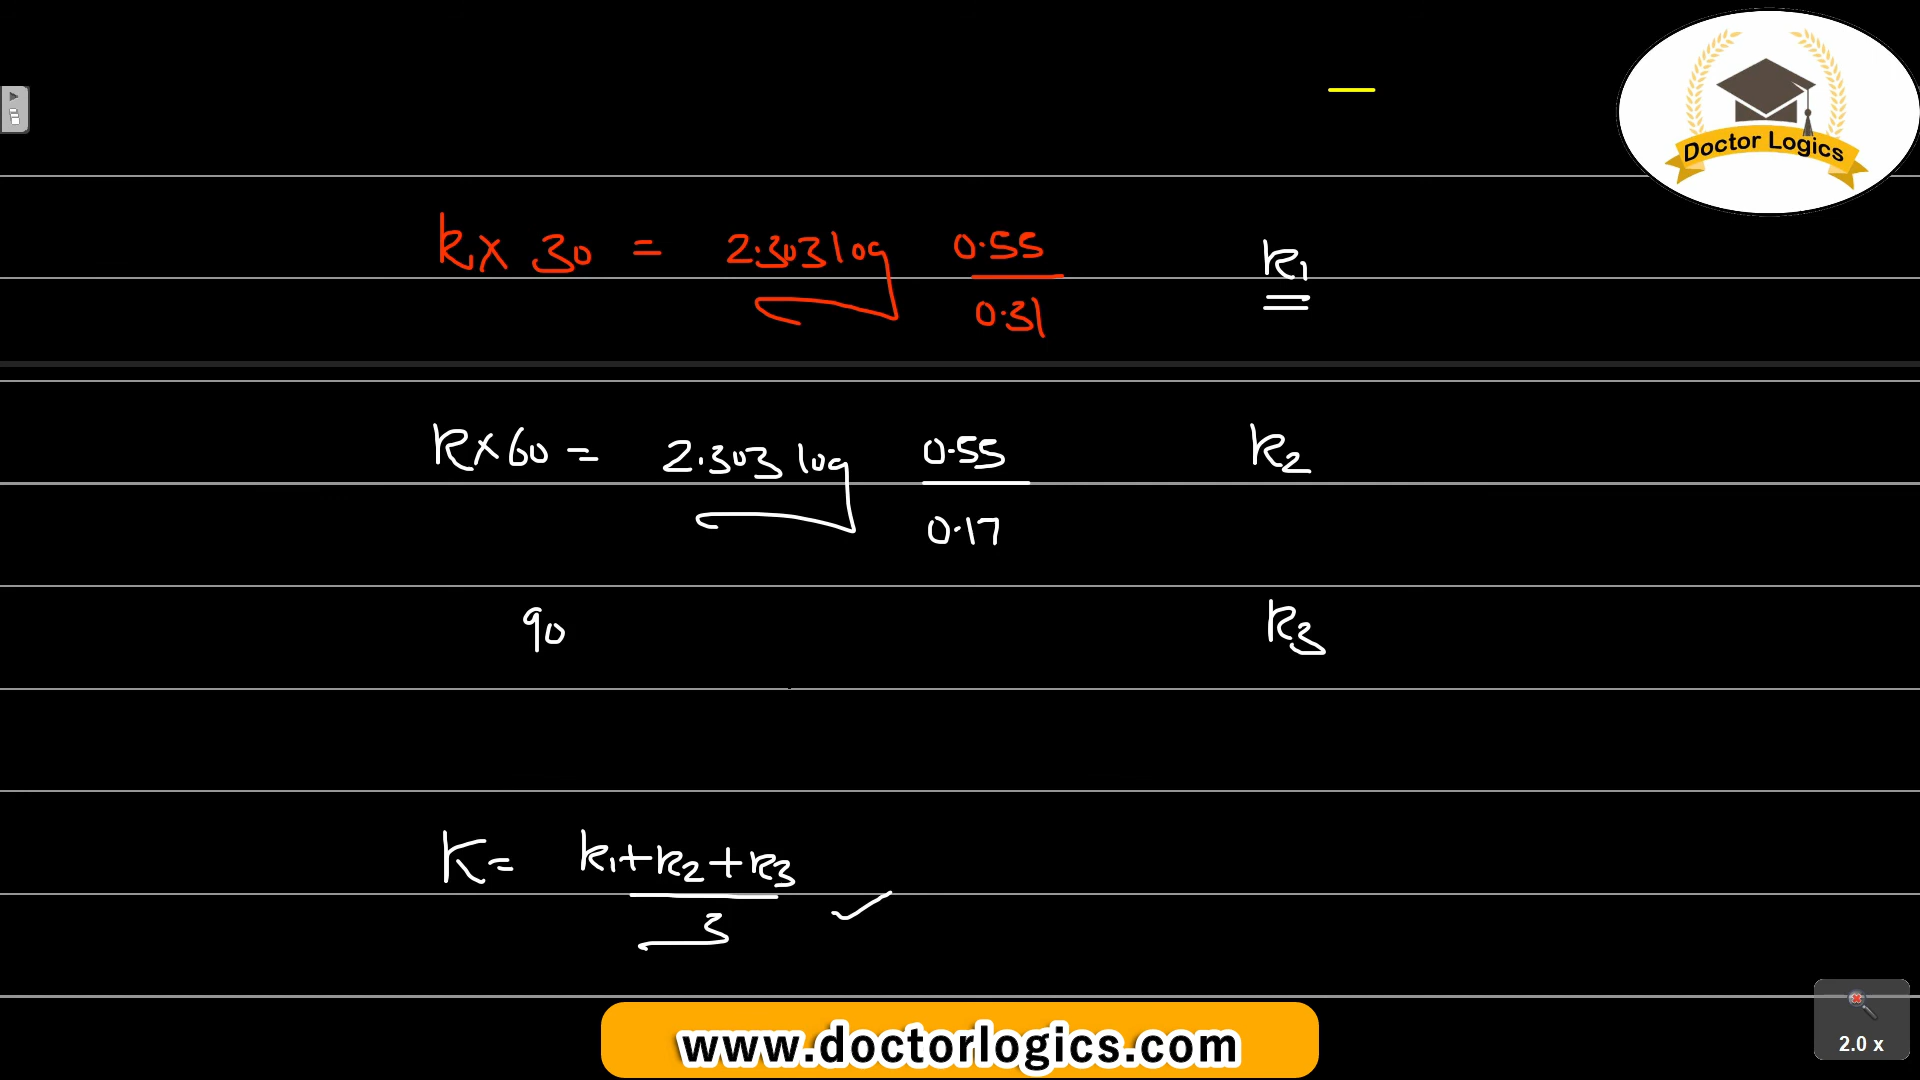 Doctor Logics
k x 30 = 2.303 log 0.55 k1
0.31
k x 60 = 2.303 log 0.55 k2
0.17
90 k3
K = k1+k2+k3
3
www.doctorlogics.com
2.0 x